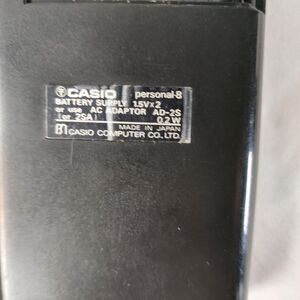 CASIO personal-8
BATTERY SUPPLY 1.5V×2
or use AC ADAPTOR AD-2S
(or 2SA) 0.2W
MADE IN JAPAN
CASIO COMPUTER CO.,LTD.